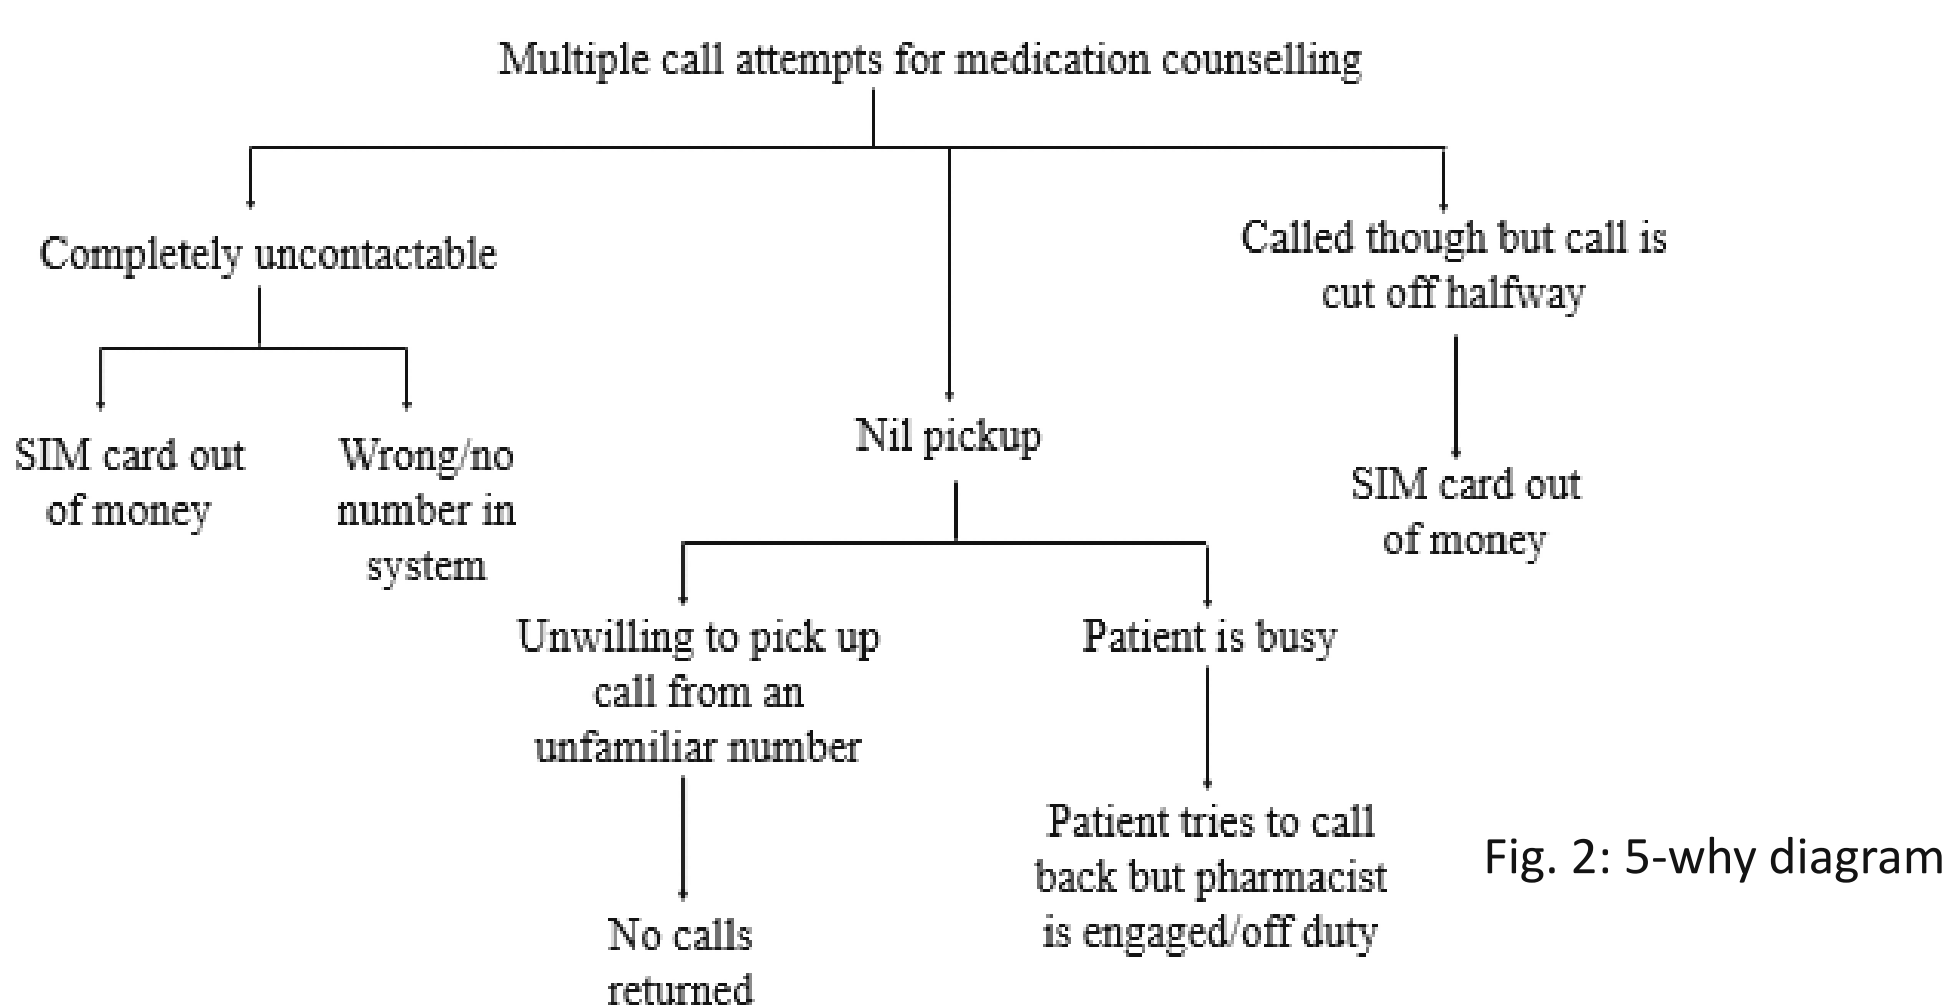 Multiple call attempts for medication counselling
Completely uncontactable
Called though but call is
cut off halfway
SIM card out
of money
Wrong/no
number in
system
Nil pickup
SIM card out
of money
Unwilling to pick up
call from an
unfamiliar number
Patient is busy
No calls
returned
Patient tries to call
back but pharmacist
is engaged/off duty
Fig. 2: 5-why diagram